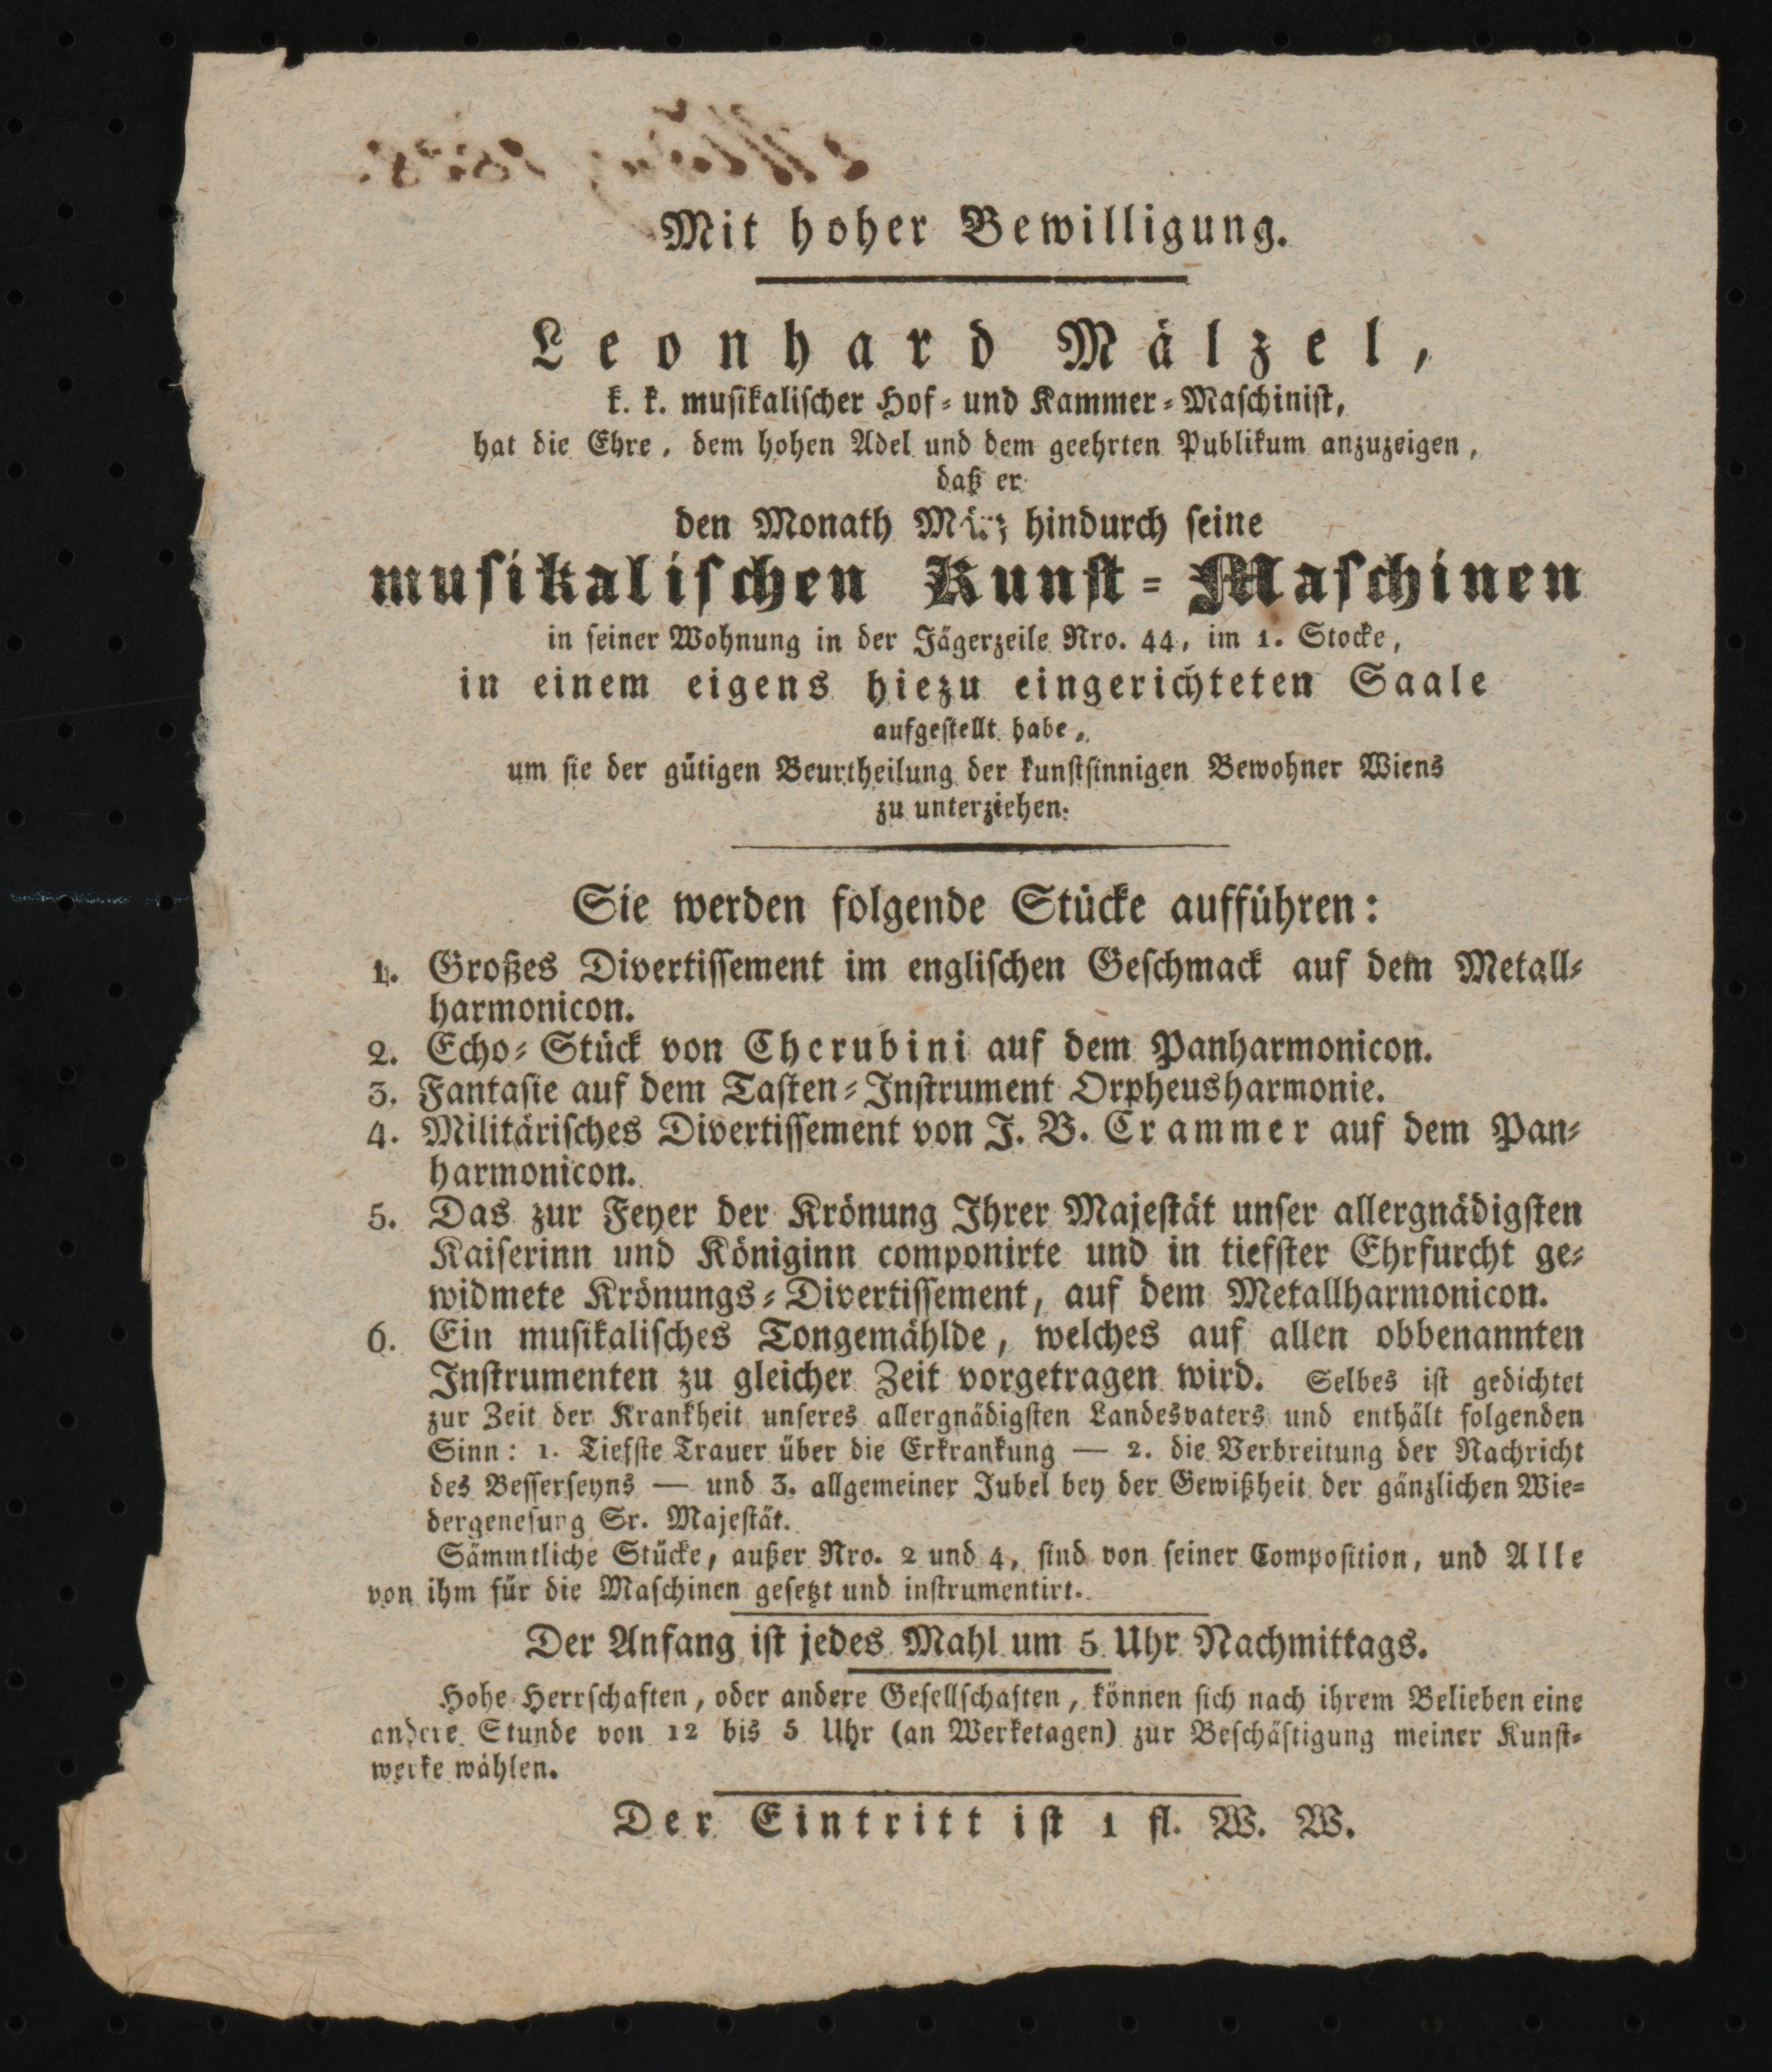 Mit hoher Bewilligung.
Leonhard Mälzel,
k. k. musikalischer Hof- und Kammer-Maschinist,
hat die Ehre, dem hohen Adel und dem geehrten Publikum anzuzeigen,
daß er
den Monath März hindurch seine
musikalischen Kunst-Maschinen
in seiner Wohnung in der Jägerzeile Nro. 44, im 1. Stocke,
in einem eigens hiezu eingerichteten Saale
aufgestellt habe,
um sie der gütigen Beurtheilung der kunstsinnigen Bewohner Wiens
zu unterziehen.
Sie werden folgende Stücke aufführen:
1. Großes Divertissement im englischen Geschmack auf dem Metall-
harmonicon.
2. Echo-Stück von Cherubini auf dem Panharmonicon.
3. Fantasie auf dem Tasten-Instrument Orpheusharmonie.
4. Militärisches Divertissement von J. B. Crammer auf dem Pan-
harmonicon.
5. Das zur Feyer der Krönung Ihrer Majestät unser allergnädigsten
Kaiserinn und Königinn componirte und in tiefster Ehrfurcht ge-
widmete Krönungs-Divertissement, auf dem Metallharmonicon.
6. Ein musikalisches Tongemählde, welches auf allen obbenannten
Instrumenten zu gleicher Zeit vorgetragen wird. Selbes ist gedichtet
zur Zeit der Krankheit unseres allergnädigsten Landesvaters und enthält folgenden
Sinn: 1. Tiefste Trauer über die Erkrankung — 2. die Verbreitung der Nachricht
des Besserseyns — und 3. allgemeiner Jubel bey der Gewißheit der gänzlichen Wie-
dergenesung Sr. Majestät.
Sämmtliche Stücke, außer Nro. 2 und 4, sind von seiner Composition, und Alle
von ihm für die Maschinen gesetzt und instrumentirt.
Der Anfang ist jedes Mahl um 5 Uhr Nachmittags.
Hohe Herrschaften, oder andere Gesellschaften, können sich nach ihrem Belieben eine
andere Stunde von 12 bis 5 Uhr (an Werketagen) zur Beschäftigung meiner Kunst-
werke wählen.
Der Eintritt ist 1 fl. W. W.